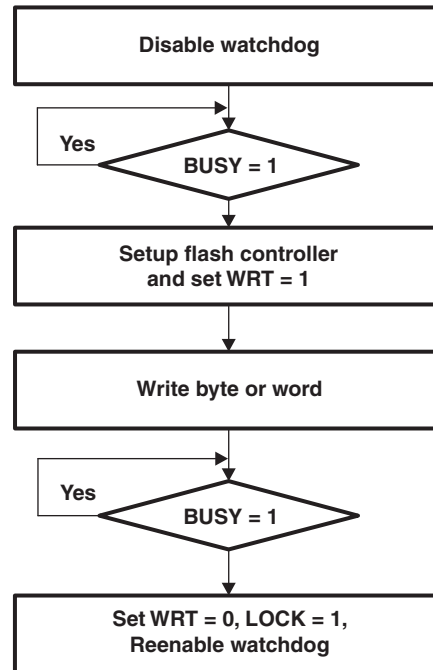 Disable watchdog
Yes
BUSY = 1
Setup flash controller
and set WRT = 1
Write byte or word
Yes
BUSY = 1
Set WRT = 0, LOCK = 1,
Reenable watchdog